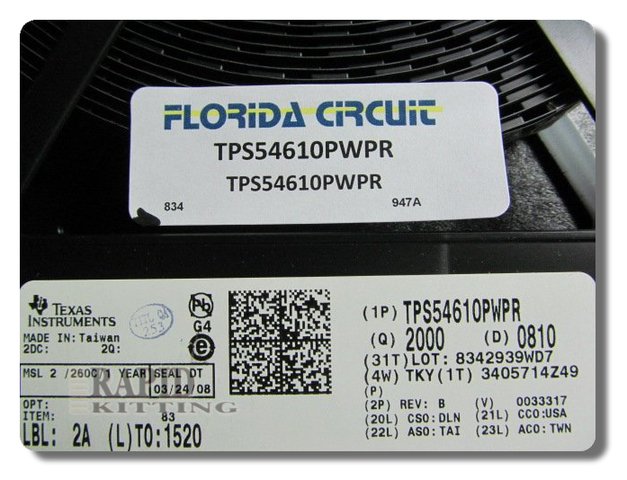 FLORIDA CIRCUIT
TPS54610PWPR
TPS54610PWPR
834 947A
TEXAS
INSTRUMENTS
MADE IN: Taiwan
2DC: 2Q:
MSL 2 /260C/1 YEAR SEAL DT
03/24/08
OPT:
ITEM: 83
LBL: 2A (L)TO:1520
Pb
G4
e
253
(1P) TPS54610PWPR
(Q) 2000 (D) 0810
(31T)LOT: 8342939WD7
(4W) TKY(1T) 3405714Z49
(P)
(2P) REV: B (V) 0033317
(20L) CSO:DLN (21L) CCO:USA
(22L) ASO:TAI (23L) ACO:TWN
RAPID
KITTING